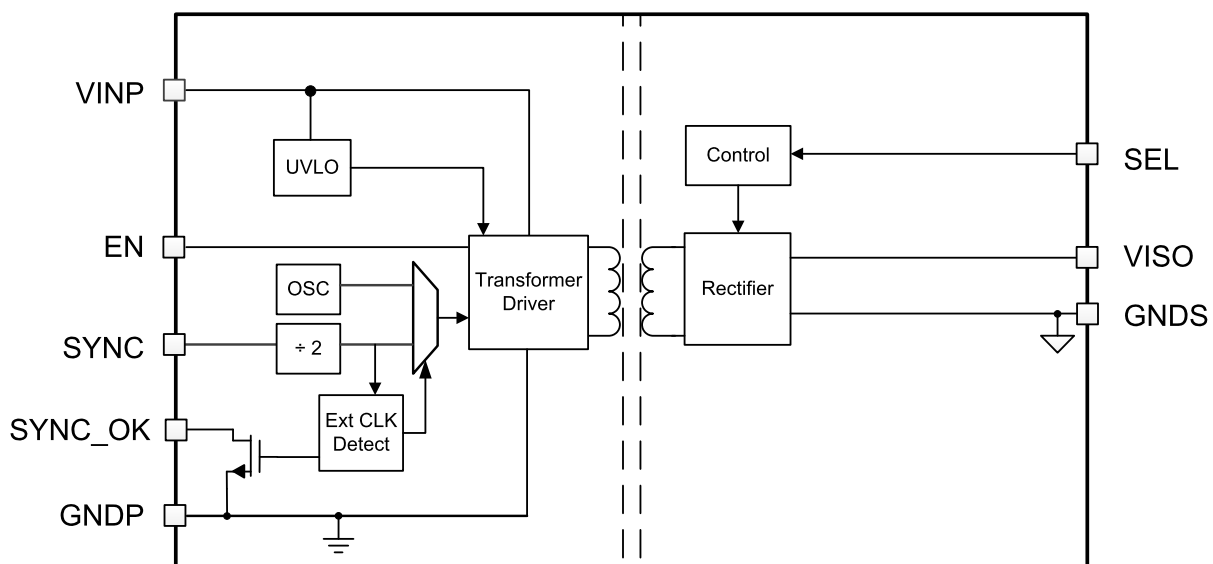 VINP
UVLO
Control
SEL
EN
Transformer
Driver
OSC
Rectifier
VISO
GNDS
SYNC
÷ 2
SYNC_OK
Ext CLK
Detect
GNDP